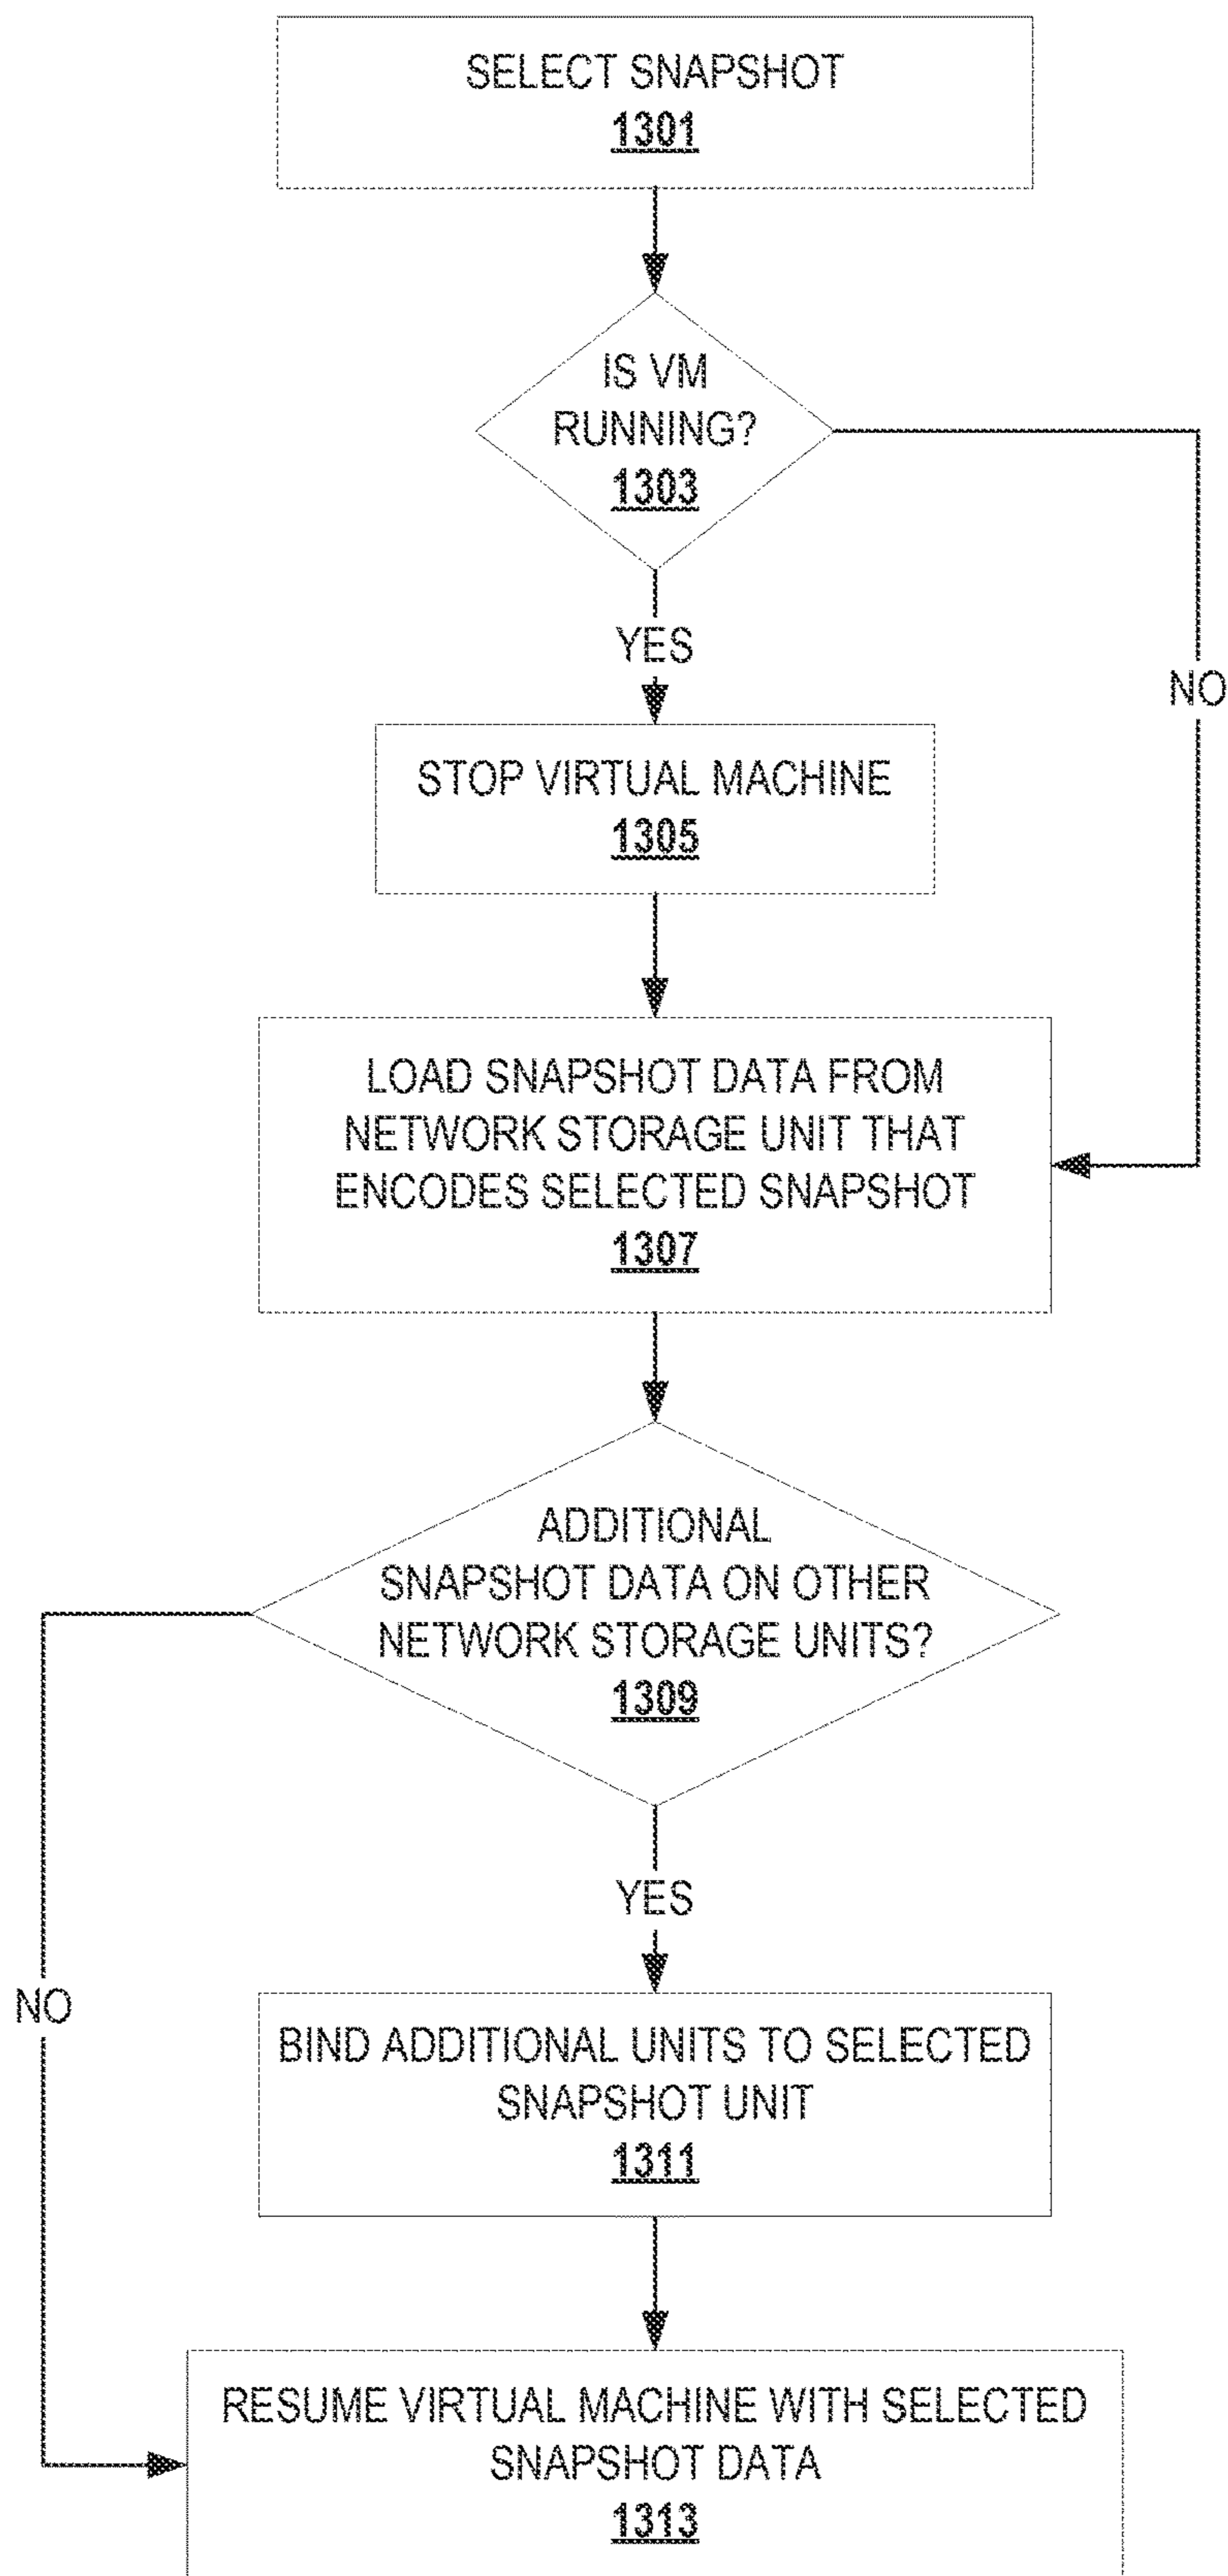 SELECT SNAPSHOT
1301
IS VM
RUNNING?
1303
YES
NO
STOP VIRTUAL MACHINE
1305
LOAD SNAPSHOT DATA FROM
NETWORK STORAGE UNIT THAT
ENCODES SELECTED SNAPSHOT
1307
ADDITIONAL
SNAPSHOT DATA ON OTHER
NETWORK STORAGE UNITS?
1309
YES
NO
BIND ADDITIONAL UNITS TO SELECTED
SNAPSHOT UNIT
1311
RESUME VIRTUAL MACHINE WITH SELECTED
SNAPSHOT DATA
1313